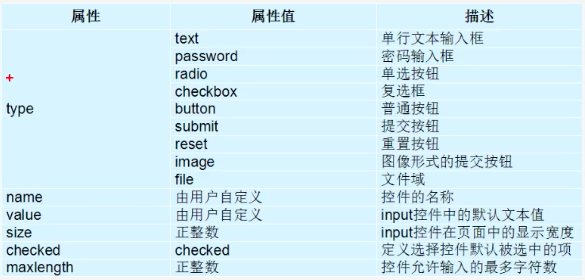 属性 属性值 描述
text 单行文本输入框
password 密码输入框
radio 单选按钮
checkbox 复选框
type button 普通按钮
submit 提交按钮
reset 重置按钮
image 图像形式的提交按钮
file 文件域
name 由用户自定义 控件的名称
value 由用户自定义 input控件中的默认文本值
size 正整数 input控件在页面中的显示宽度
checked checked 定义选择控件默认被选中的项
maxlength 正整数 控件允许输入的最多字符数